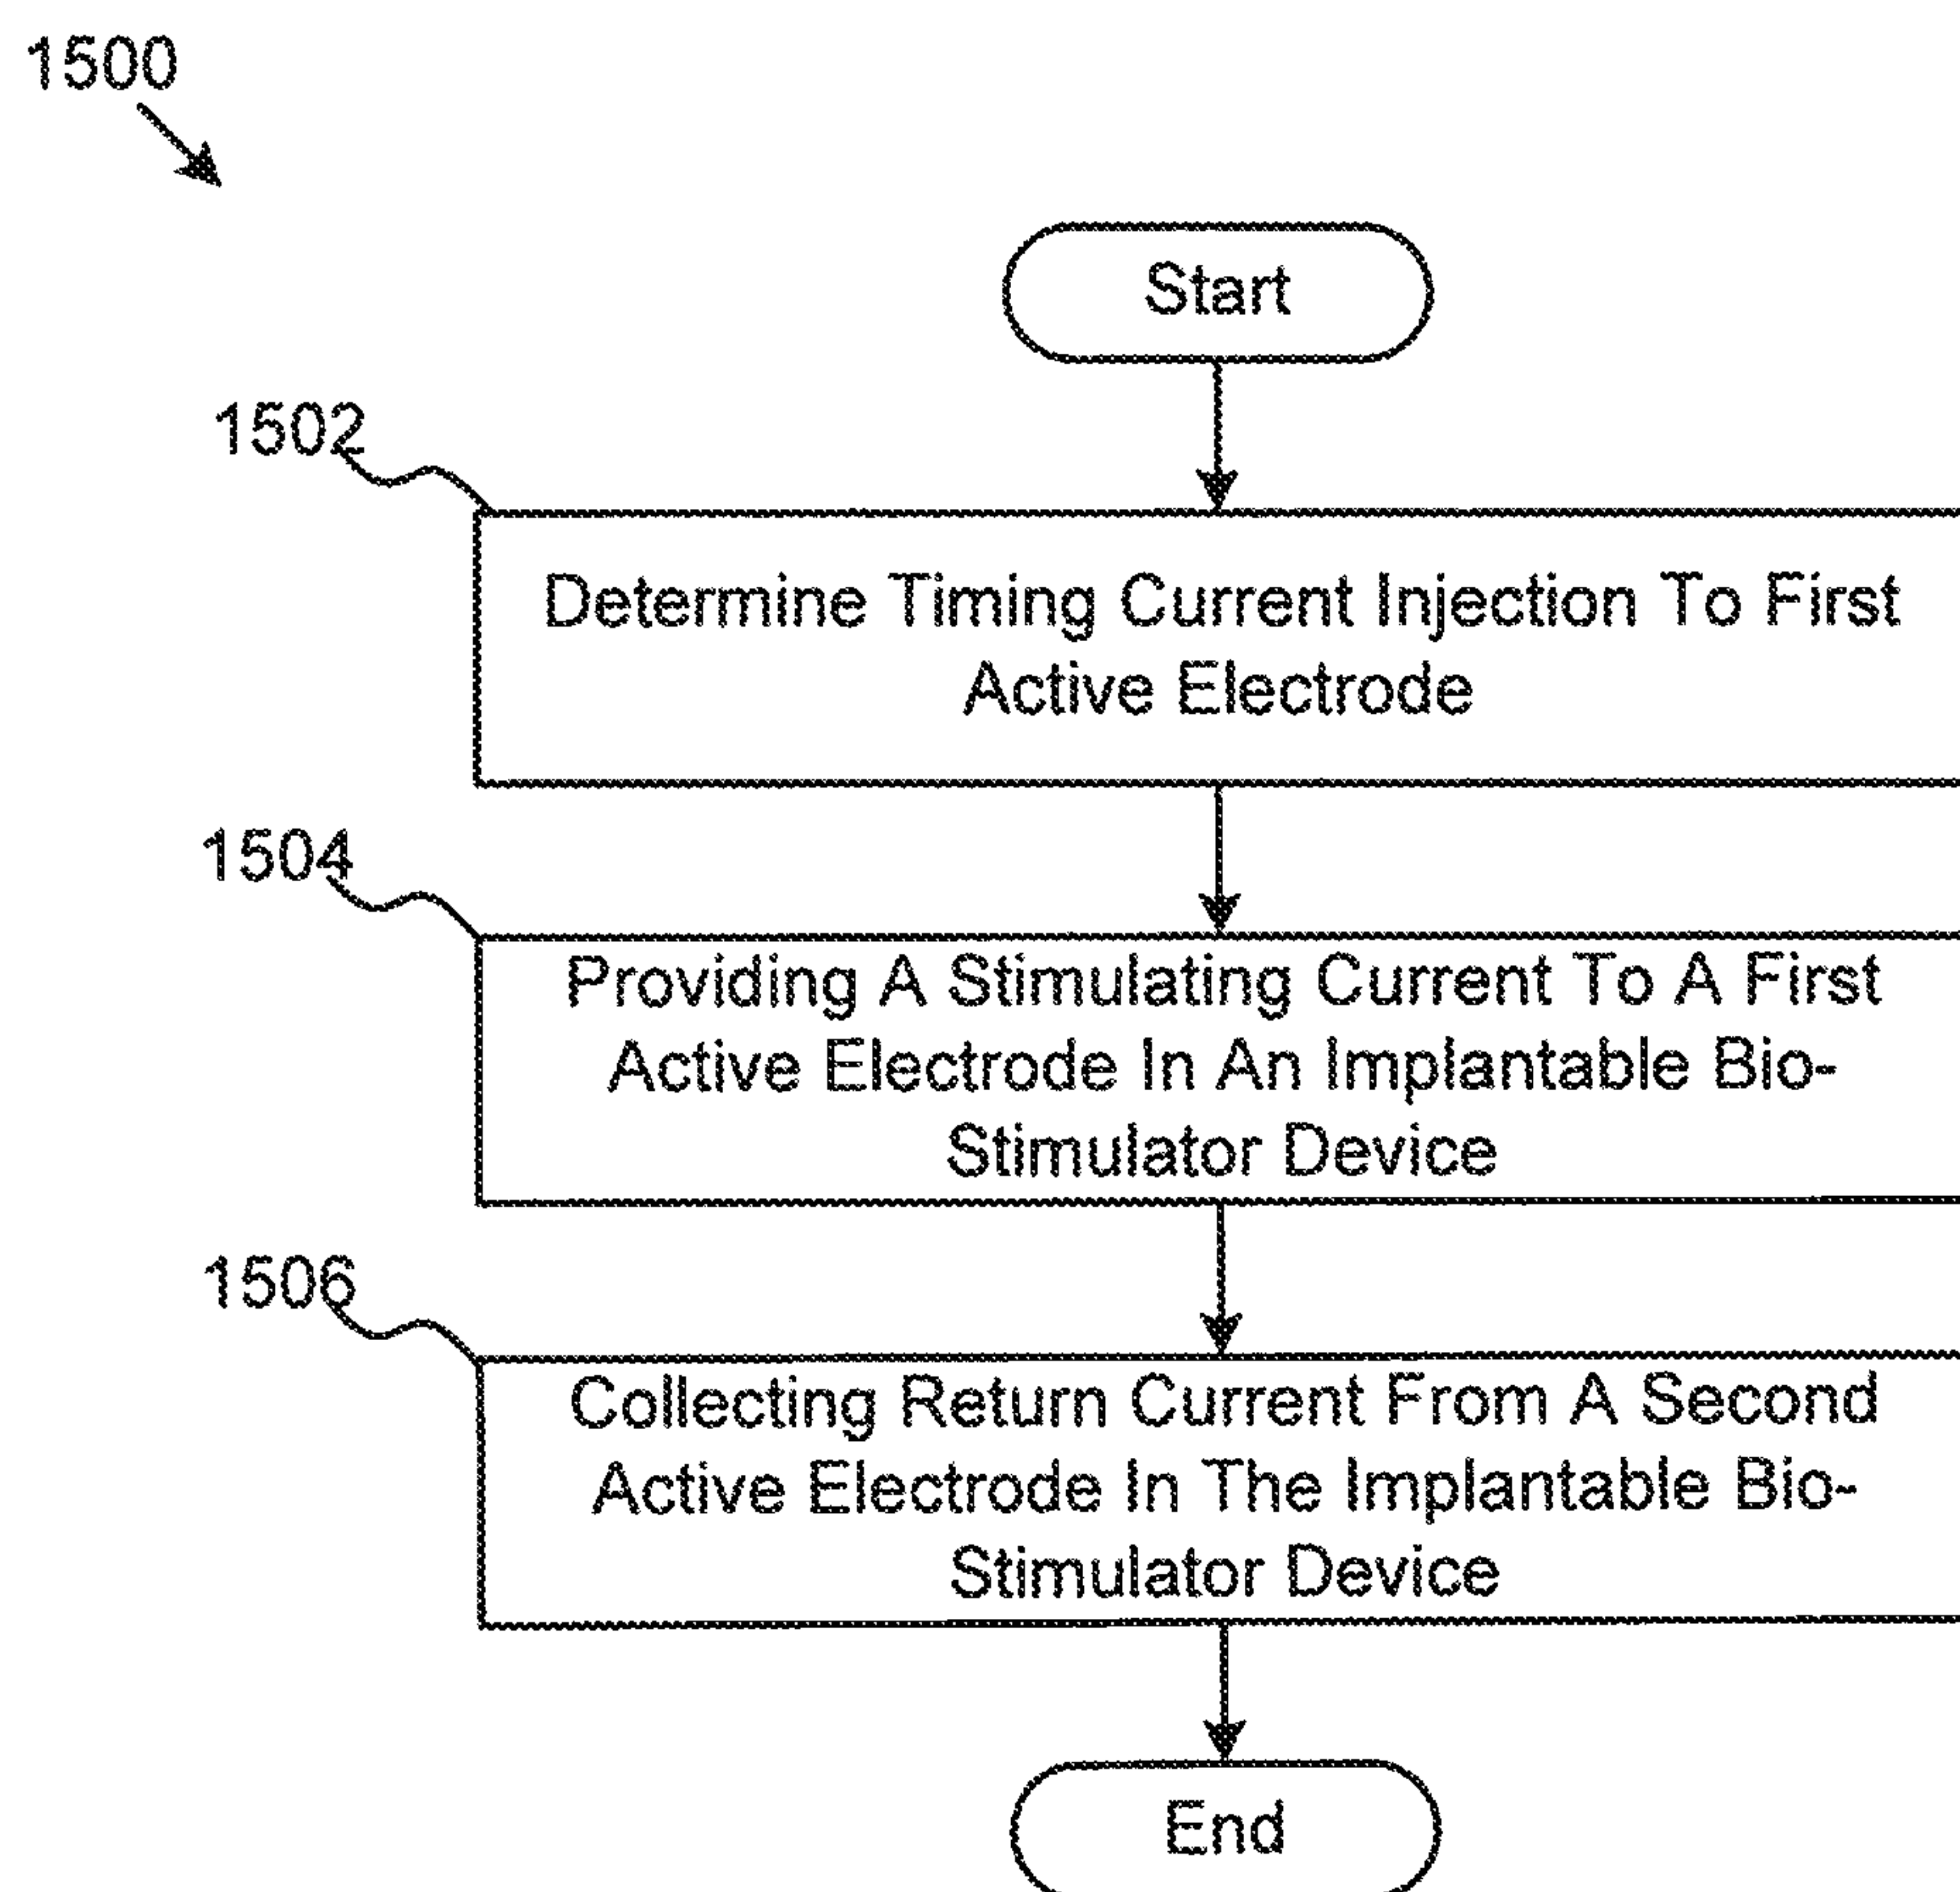 1500
Start
1502
Determine Timing Current Injection To First
Active Electrode
1504
Providing A Stimulating Current To A First
Active Electrode In An Implantable Bio-
Stimulator Device
1506
Collecting Return Current From A Second
Active Electrode In The Implantable Bio-
Stimulator Device
End